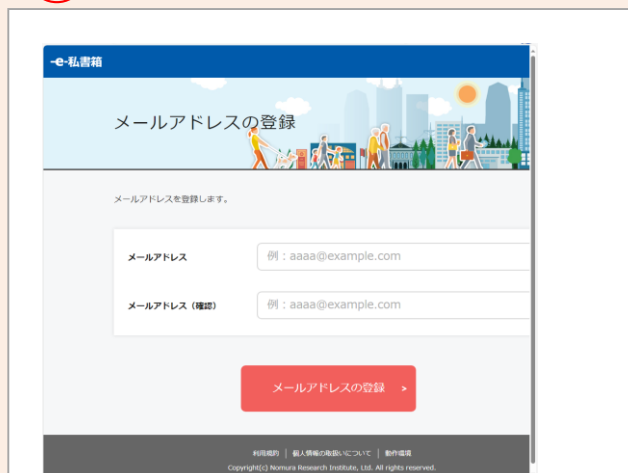 -e-私書箱
メールアドレスの登録
メールアドレスを登録します。
メールアドレス
例：aaaa@example.com
メールアドレス（確認）
例：aaaa@example.com
メールアドレスの登録 >
利用規約 │ 個人情報の取扱いについて │ 動作環境
Copyright(c) Nomura Research Institute, Ltd. All rights reserved.